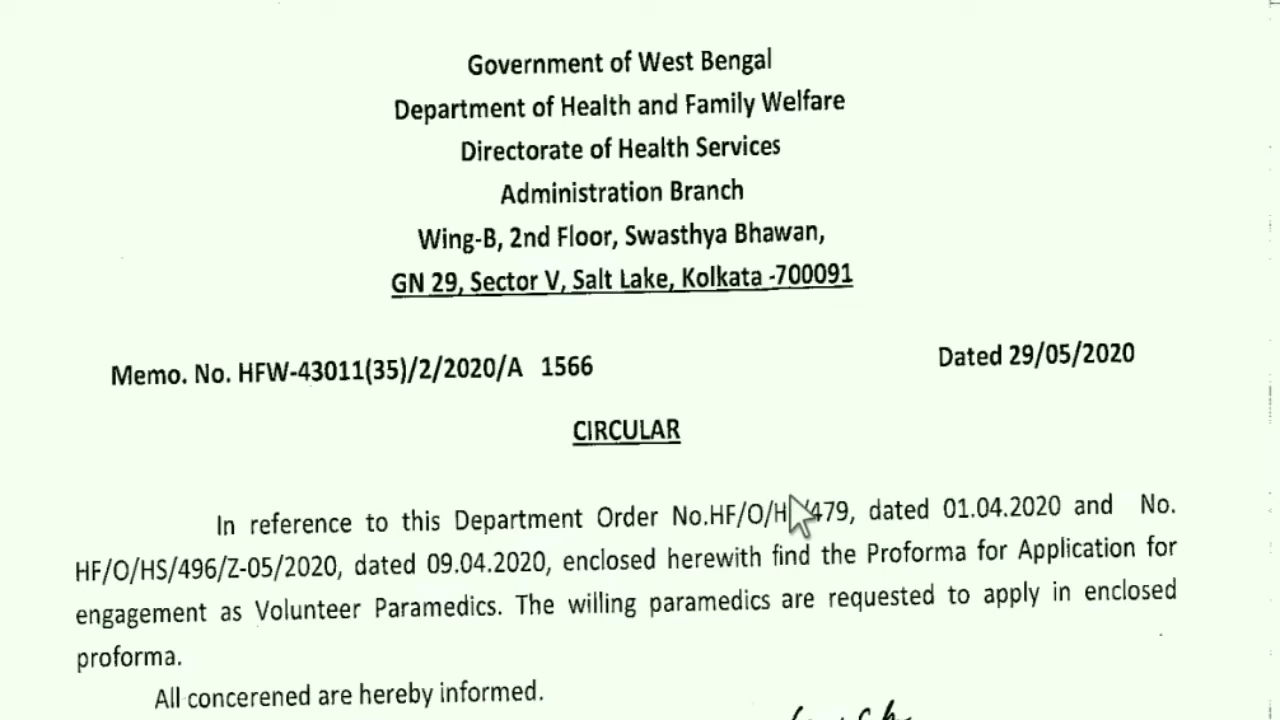 Government of West Bengal
Department of Health and Family Welfare
Directorate of Health Services
Administration Branch
Wing-B, 2nd Floor, Swasthya Bhawan,
GN 29, Sector V, Salt Lake, Kolkata -700091
Memo. No. HFW-43011(35)/2/2020/A 1566
Dated 29/05/2020
CIRCULAR
In reference to this Department Order dated 01.04.2020 and No.
HF/O/HS/496/Z-05/2020, dated 09.04.2020, enclosed herewith find the Proforma for Application for
engagement as Volunteer Paramedics. The willing paramedics are requested to apply in enclosed
proforma.
All concerened are hereby informed.